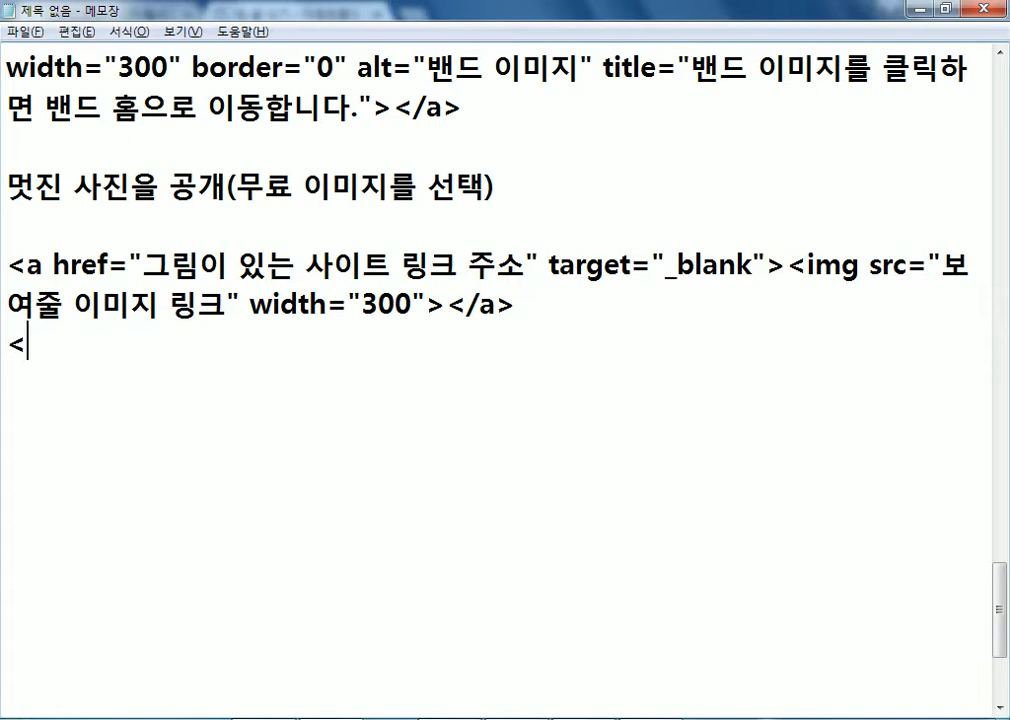 제목 없음 - 메모장
파일(F) 편집(E) 서식(O) 보기(V) 도움말(H)
width="300" border="0" alt="밴드 이미지" title="밴드 이미지를 클릭하
면 밴드 홈으로 이동합니다."></a>
멋진 사진을 공개(무료 이미지를 선택)
<a href="그림이 있는 사이트 링크 주소" target="_blank"><img src="보
여줄 이미지 링크" width="300"></a>
<